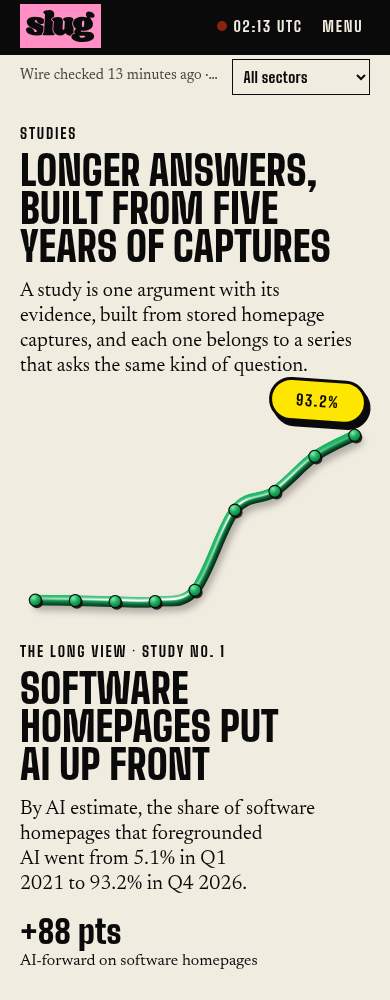 slug
02:13 UTC MENU
Wire checked 13 minutes ago ·…
All sectors
STUDIES
LONGER ANSWERS,
BUILT FROM FIVE
YEARS OF CAPTURES
A study is one argument with its
evidence, built from stored homepage
captures, and each one belongs to a series
that asks the same kind of question.
93.2%
THE LONG VIEW · STUDY NO. 1
SOFTWARE
HOMEPAGES PUT
AI UP FRONT
By AI estimate, the share of software
homepages that foregrounded
AI went from 5.1% in Q1
2021 to 93.2% in Q4 2026.
+88 pts
AI-forward on software homepages